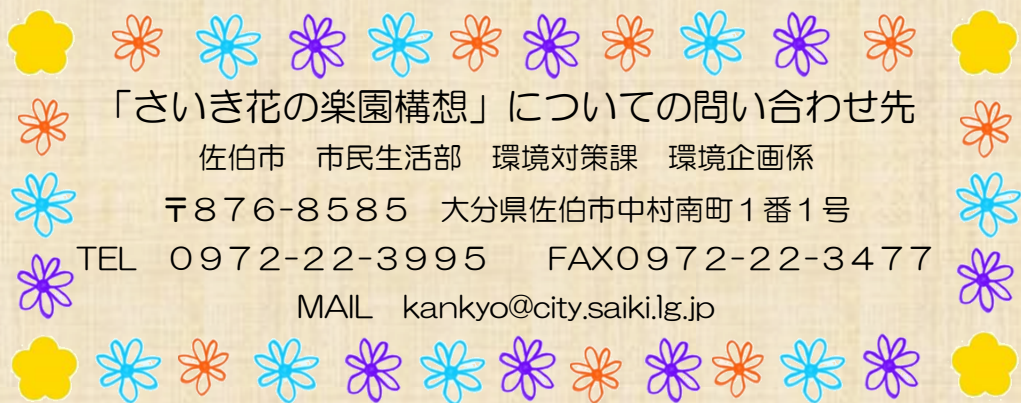 「さいき花の楽園構想」についての問い合わせ先
佐伯市　市民生活部　環境対策課　環境企画係
〒８７６-８５８５　大分県佐伯市中村南町１番１号
TEL　０９７２-２２-３９９５　　FAX０９７２-２２-３４７７
MAIL　kankyo@city.saiki.lg.jp